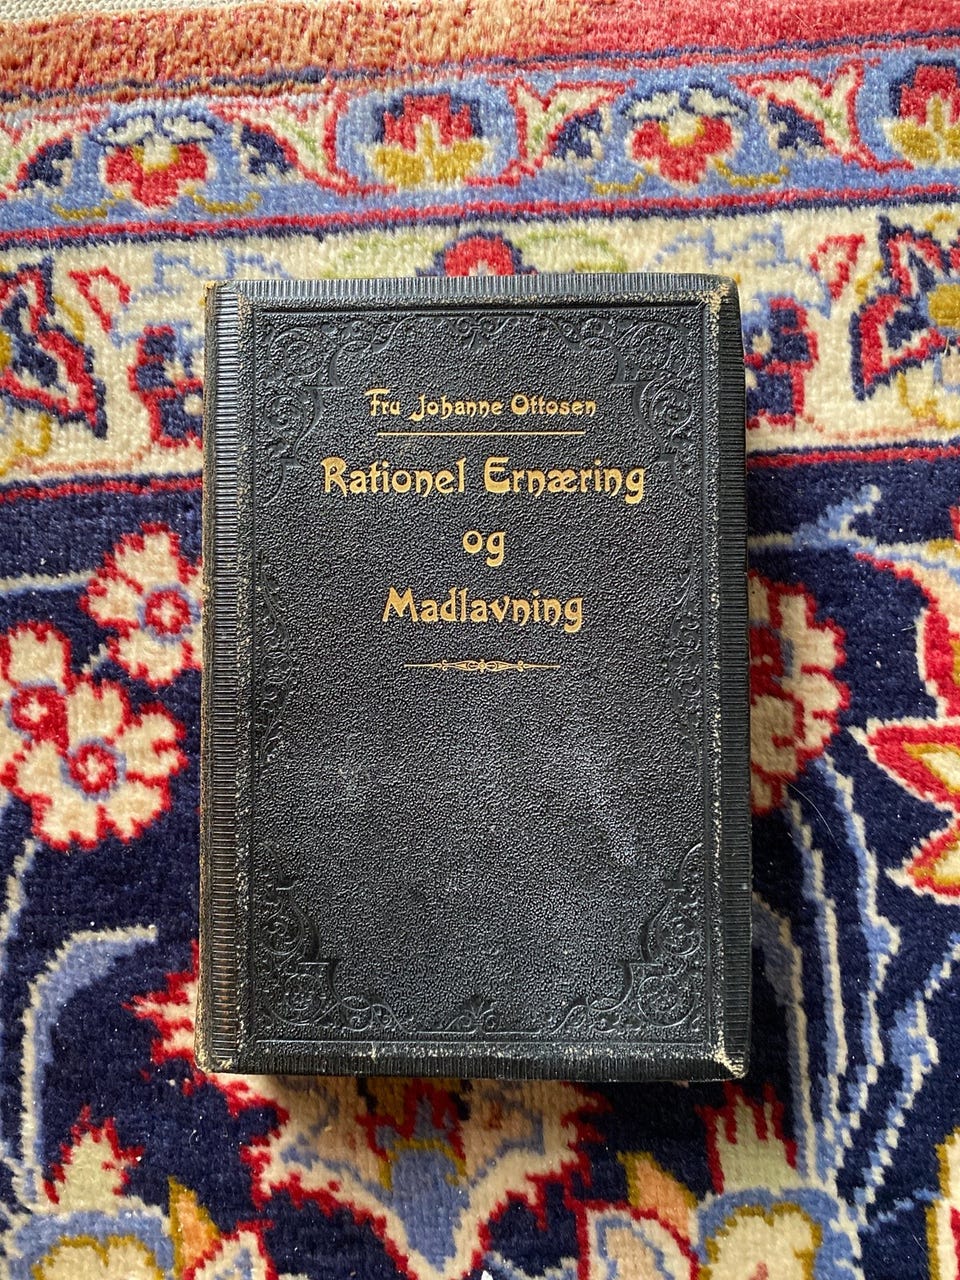 Fru Johanne Ottosen
Rationel Ernæring
og
Madlavning